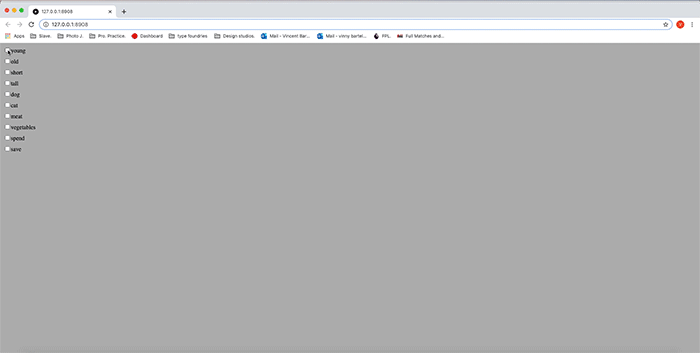 127.0.0.1:8908
127.0.0.1:8908
Apps Slave. Photo J. Pro. Practice. Dashboard type foundries Design studios. Mail - Vincent Bar... Mail - vinny bartel... FPL. Full Matches and...
young
old
short
tall
dog
cat
meat
vegetables
spend
save